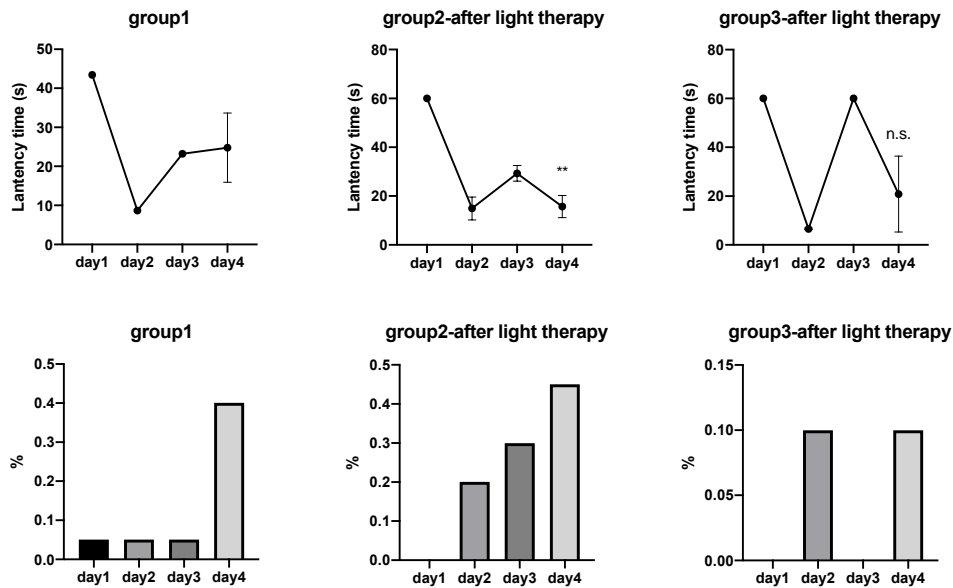 group1
Lantency time (s)
50
40
30
20
10
0
day1 day2 day3 day4
group2-after light therapy
Lantency time (s)
60
40
20
0
**
day1 day2 day3 day4
group3-after light therapy
Lantency time (s)
80
60
40
20
0
n.s.
day1 day2 day3 day4
group1
%
0.5
0.4
0.3
0.2
0.1
0.0
day1 day2 day3 day4
group2-after light therapy
%
0.5
0.4
0.3
0.2
0.1
0.0
day1 day2 day3 day4
group3-after light therapy
%
0.15
0.10
0.05
0.00
day1 day2 day3 day4